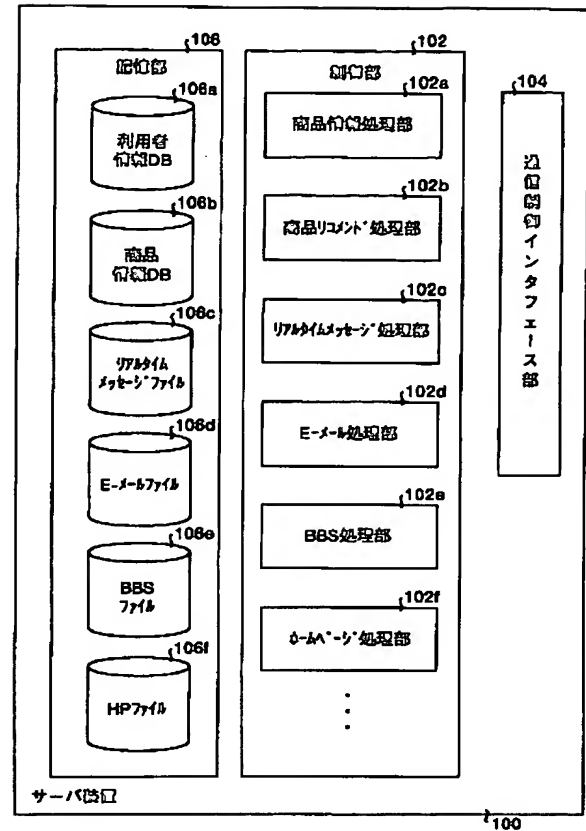 106
記憶部
106a
利用者
情報DB
106b
商品
情報DB
106c
リアルタイム
メッセージファイル
106d
E-メールファイル
106e
BBS
ファイル
106f
HPファイル
102
制御部
102a
商品情報処理部
102b
商品リコメンド処理部
102c
リアルタイムメッセージ処理部
102d
E-メール処理部
102e
BBS処理部
102f
ホームページ処理部
104
通信制御インタフェース部
サーバ装置
100